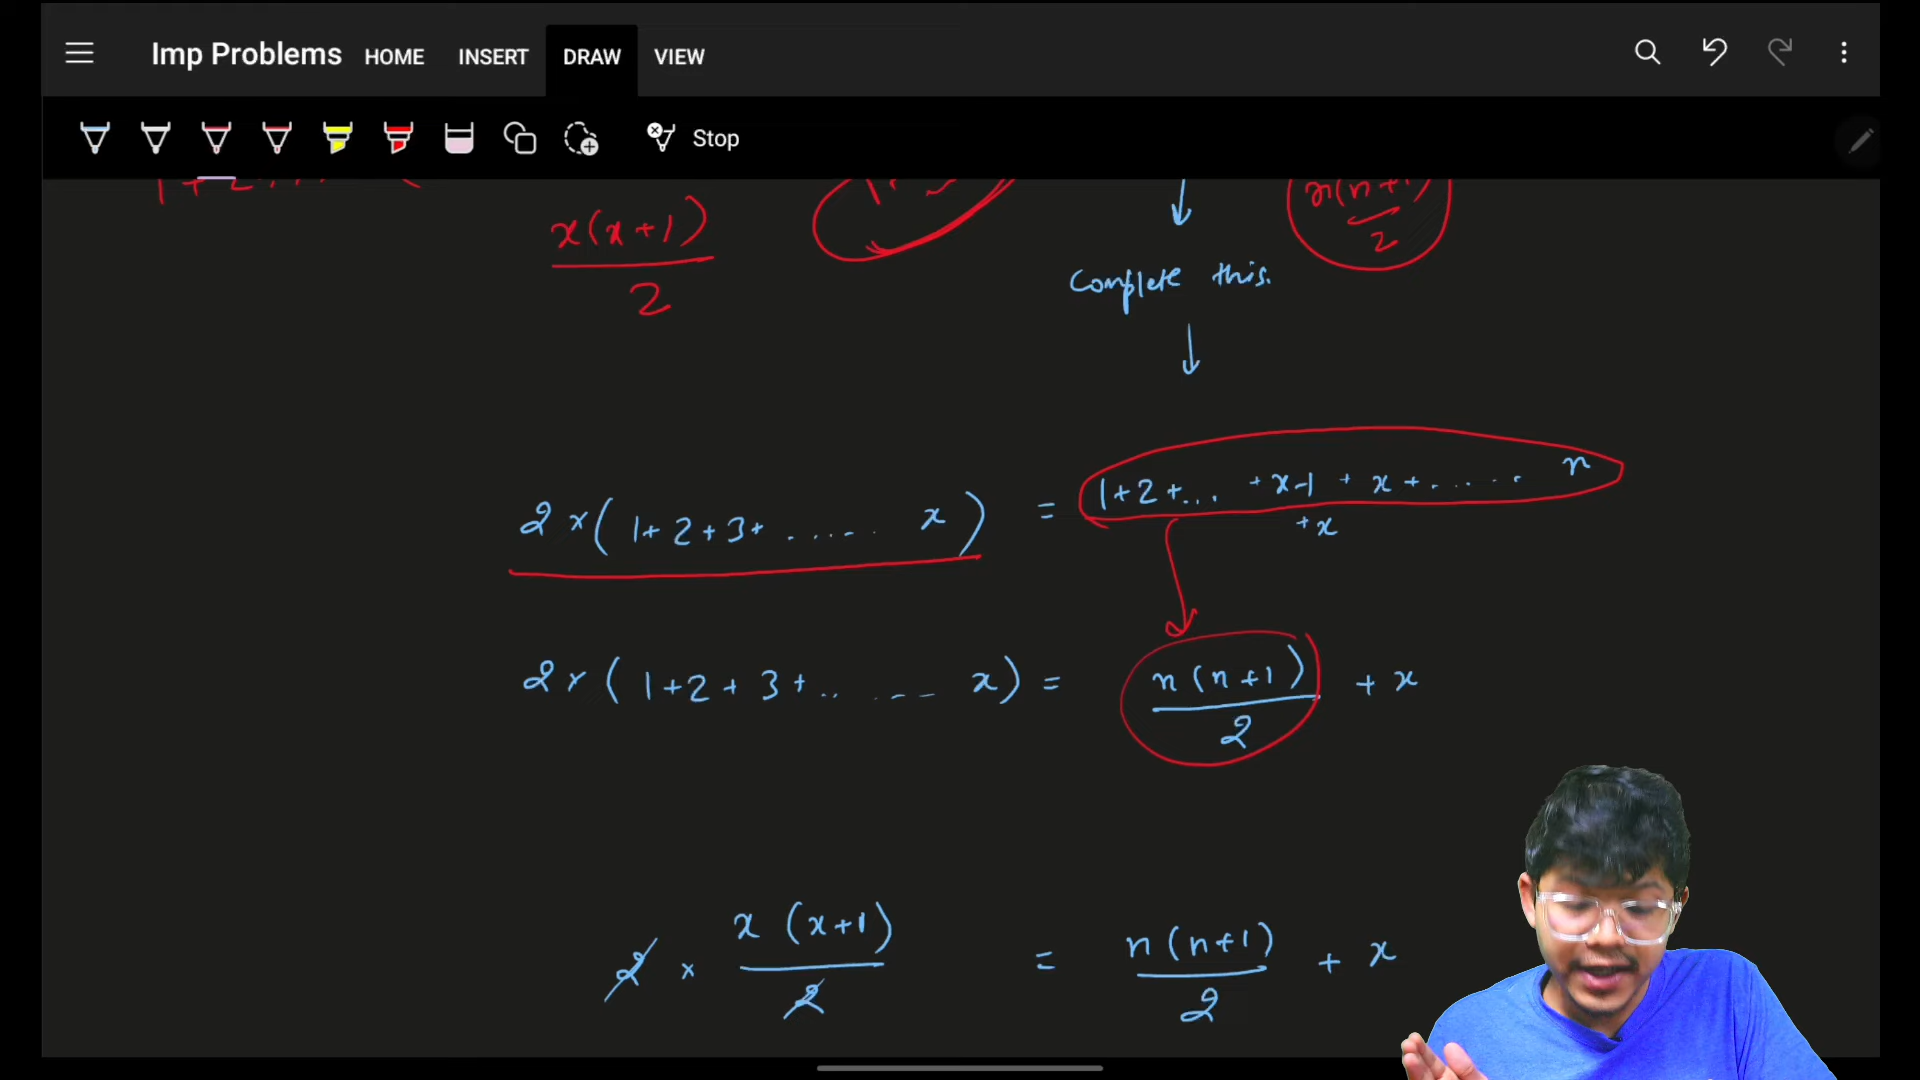 Imp Problems HOME INSERT DRAW VIEW
Stop
x(x+1)
2
n(n+1)
2
Complete this.
2 × ( 1+2+3+ ...... x ) = 1+2+... +x-1 + x +...... n
+x
2 × ( 1+2+3+..---- x ) = n(n+1) + x
2
2 × x (x+1) = n(n+1) + x
2 2